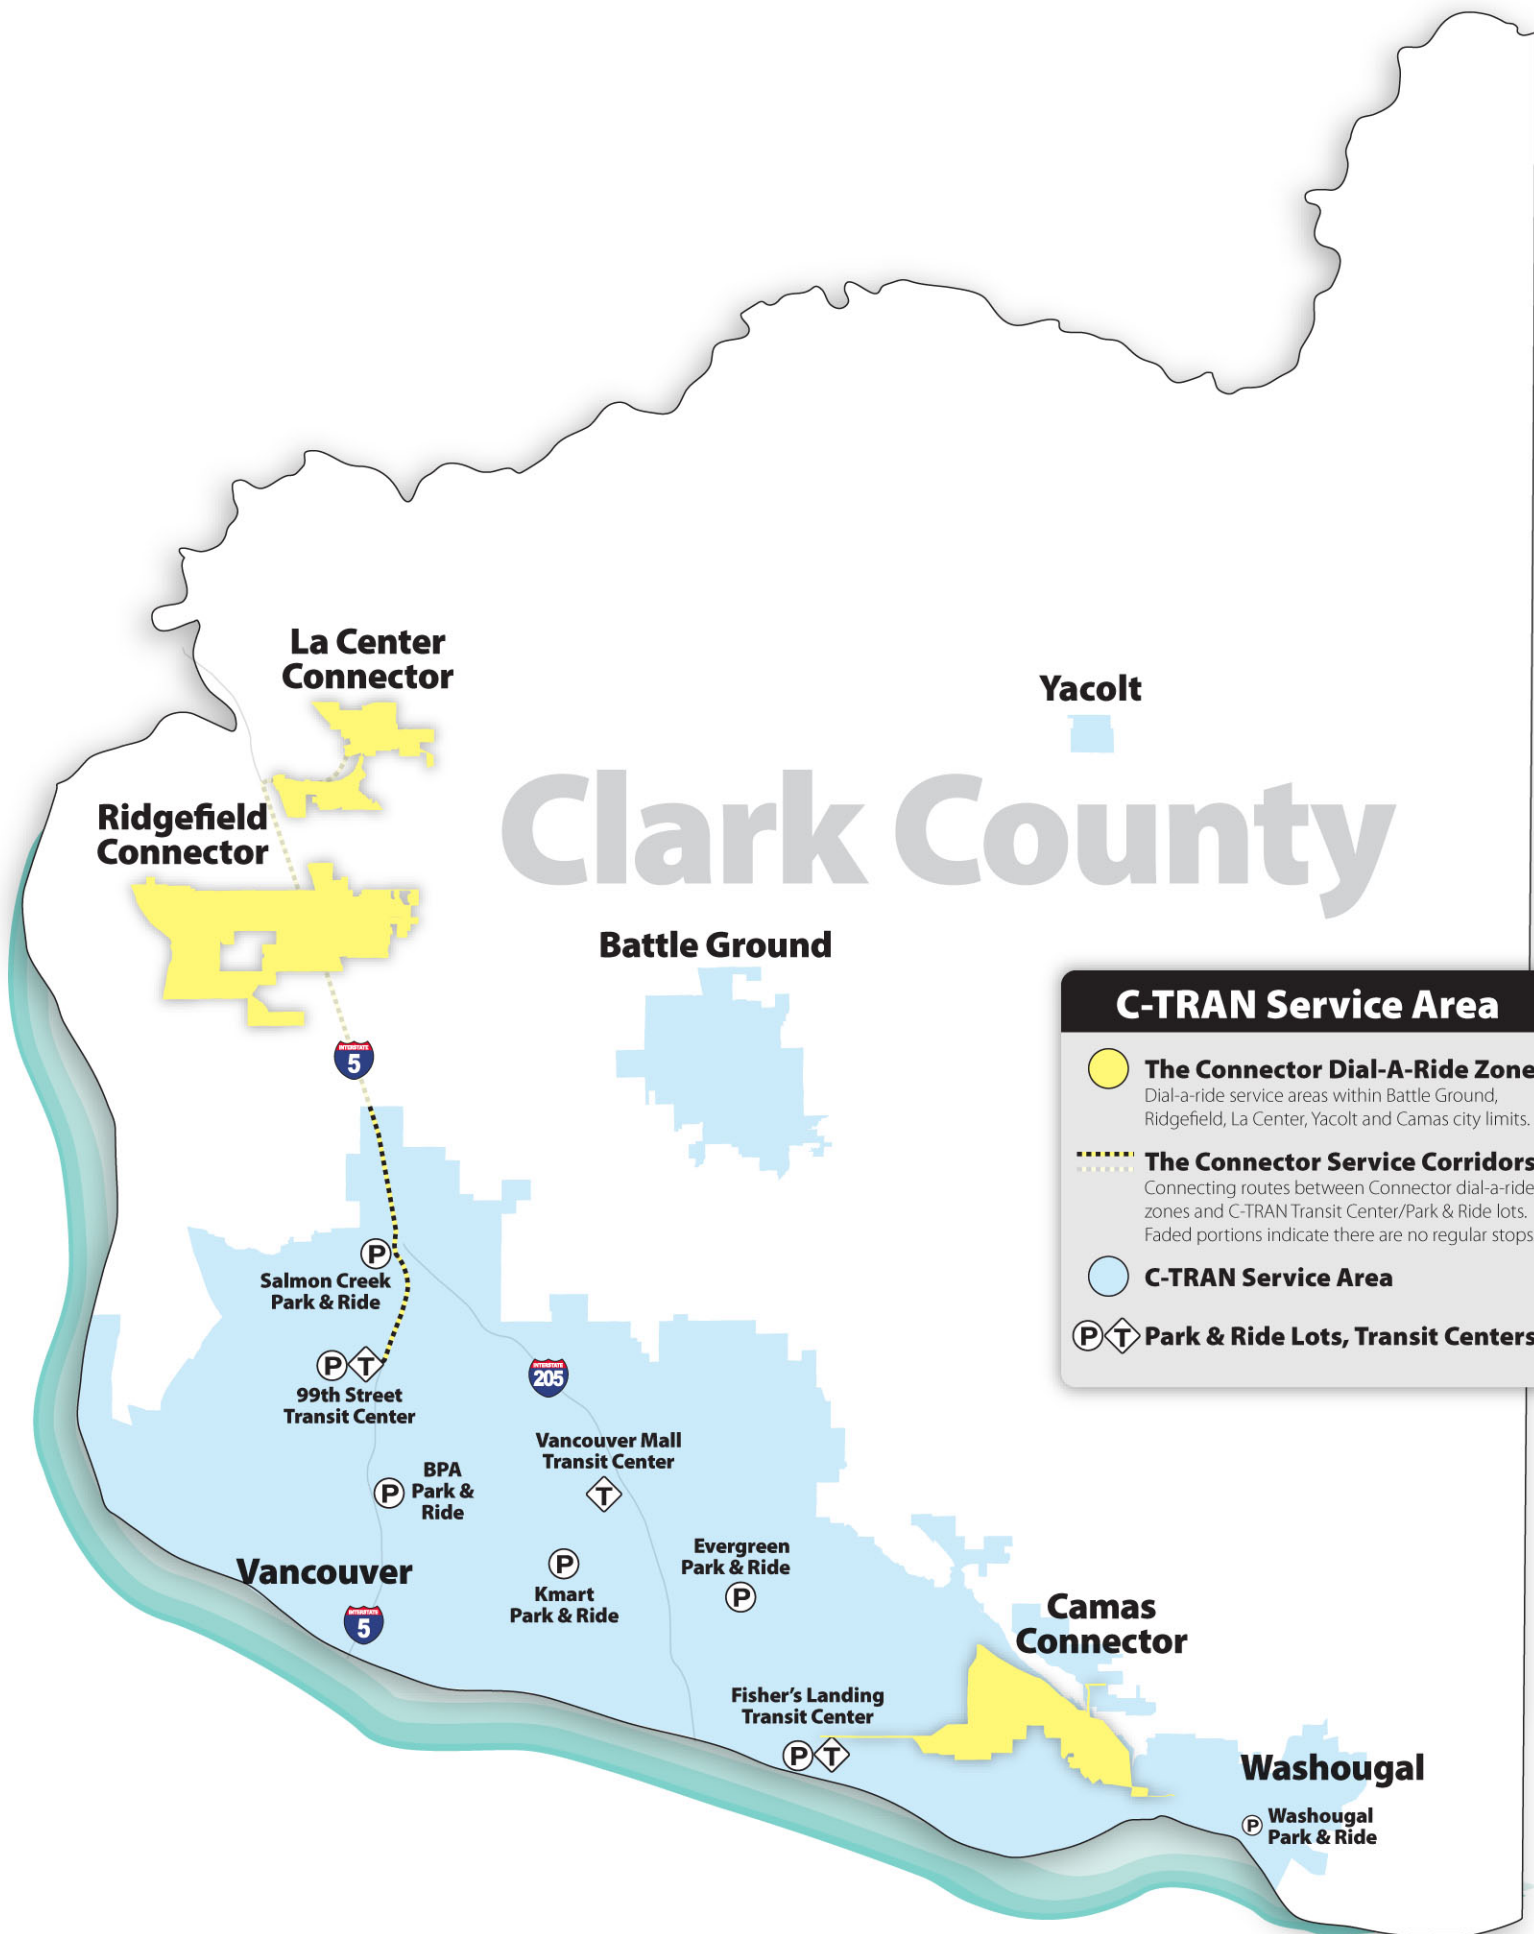 La Center
Connector
Yacolt
Clark County
Ridgefield
Connector
Battle Ground
C-TRAN Service Area
The Connector Dial-A-Ride Zone
Dial-a-ride service areas within Battle Ground,
Ridgefield, La Center, Yacolt and Camas city limits.
The Connector Service Corridors
Connecting routes between Connector dial-a-ride
zones and C-TRAN Transit Center/Park & Ride lots.
Faded portions indicate there are no regular stops
C-TRAN Service Area
P T Park & Ride Lots, Transit Centers
INTERSTATE
5
P
Salmon Creek
Park & Ride
P T
99th Street
Transit Center
INTERSTATE
205
Vancouver Mall
Transit Center
T
BPA
Park &
Ride
P
Vancouver
INTERSTATE
5
P
Kmart
Park & Ride
Evergreen
Park & Ride
P
Camas
Connector
Fisher's Landing
Transit Center
P T
Washougal
P
Washougal
Park & Ride